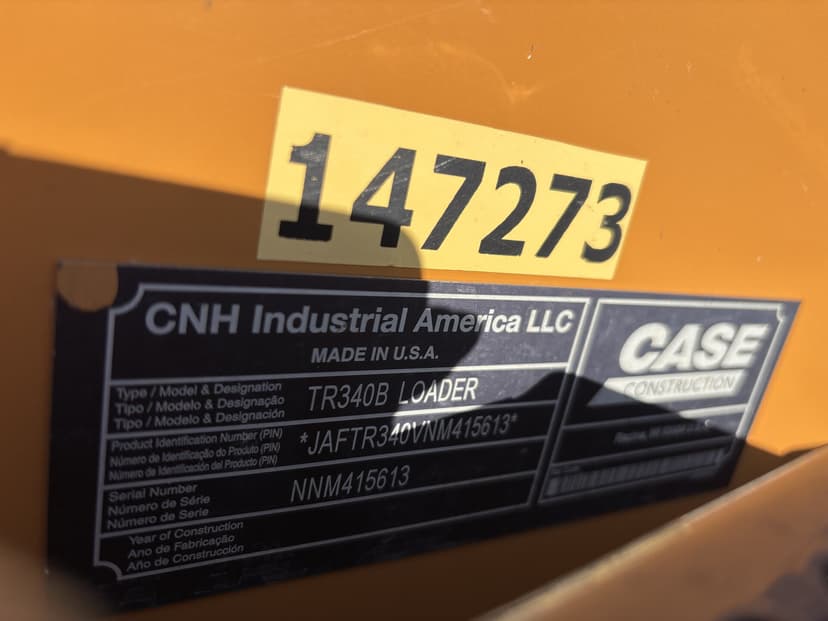 147273
CNH Industrial America LLC
MADE IN U.S.A.
CASE
CONSTRUCTION
Type / Model & Designation
Tipo / Modelo & Designação
Tipo / Modelo & Designación
TR340B LOADER
Product Identification Number (PIN)
Número de Identificação do Produto (PIN)
Número de Identificación del Producto (PIN)
*JAFTR340VNM415613*
Serial Number
Número de Série
Número de Serie
NNM415613
Year of Construction
Ano de Fabricação
Año de Construcción